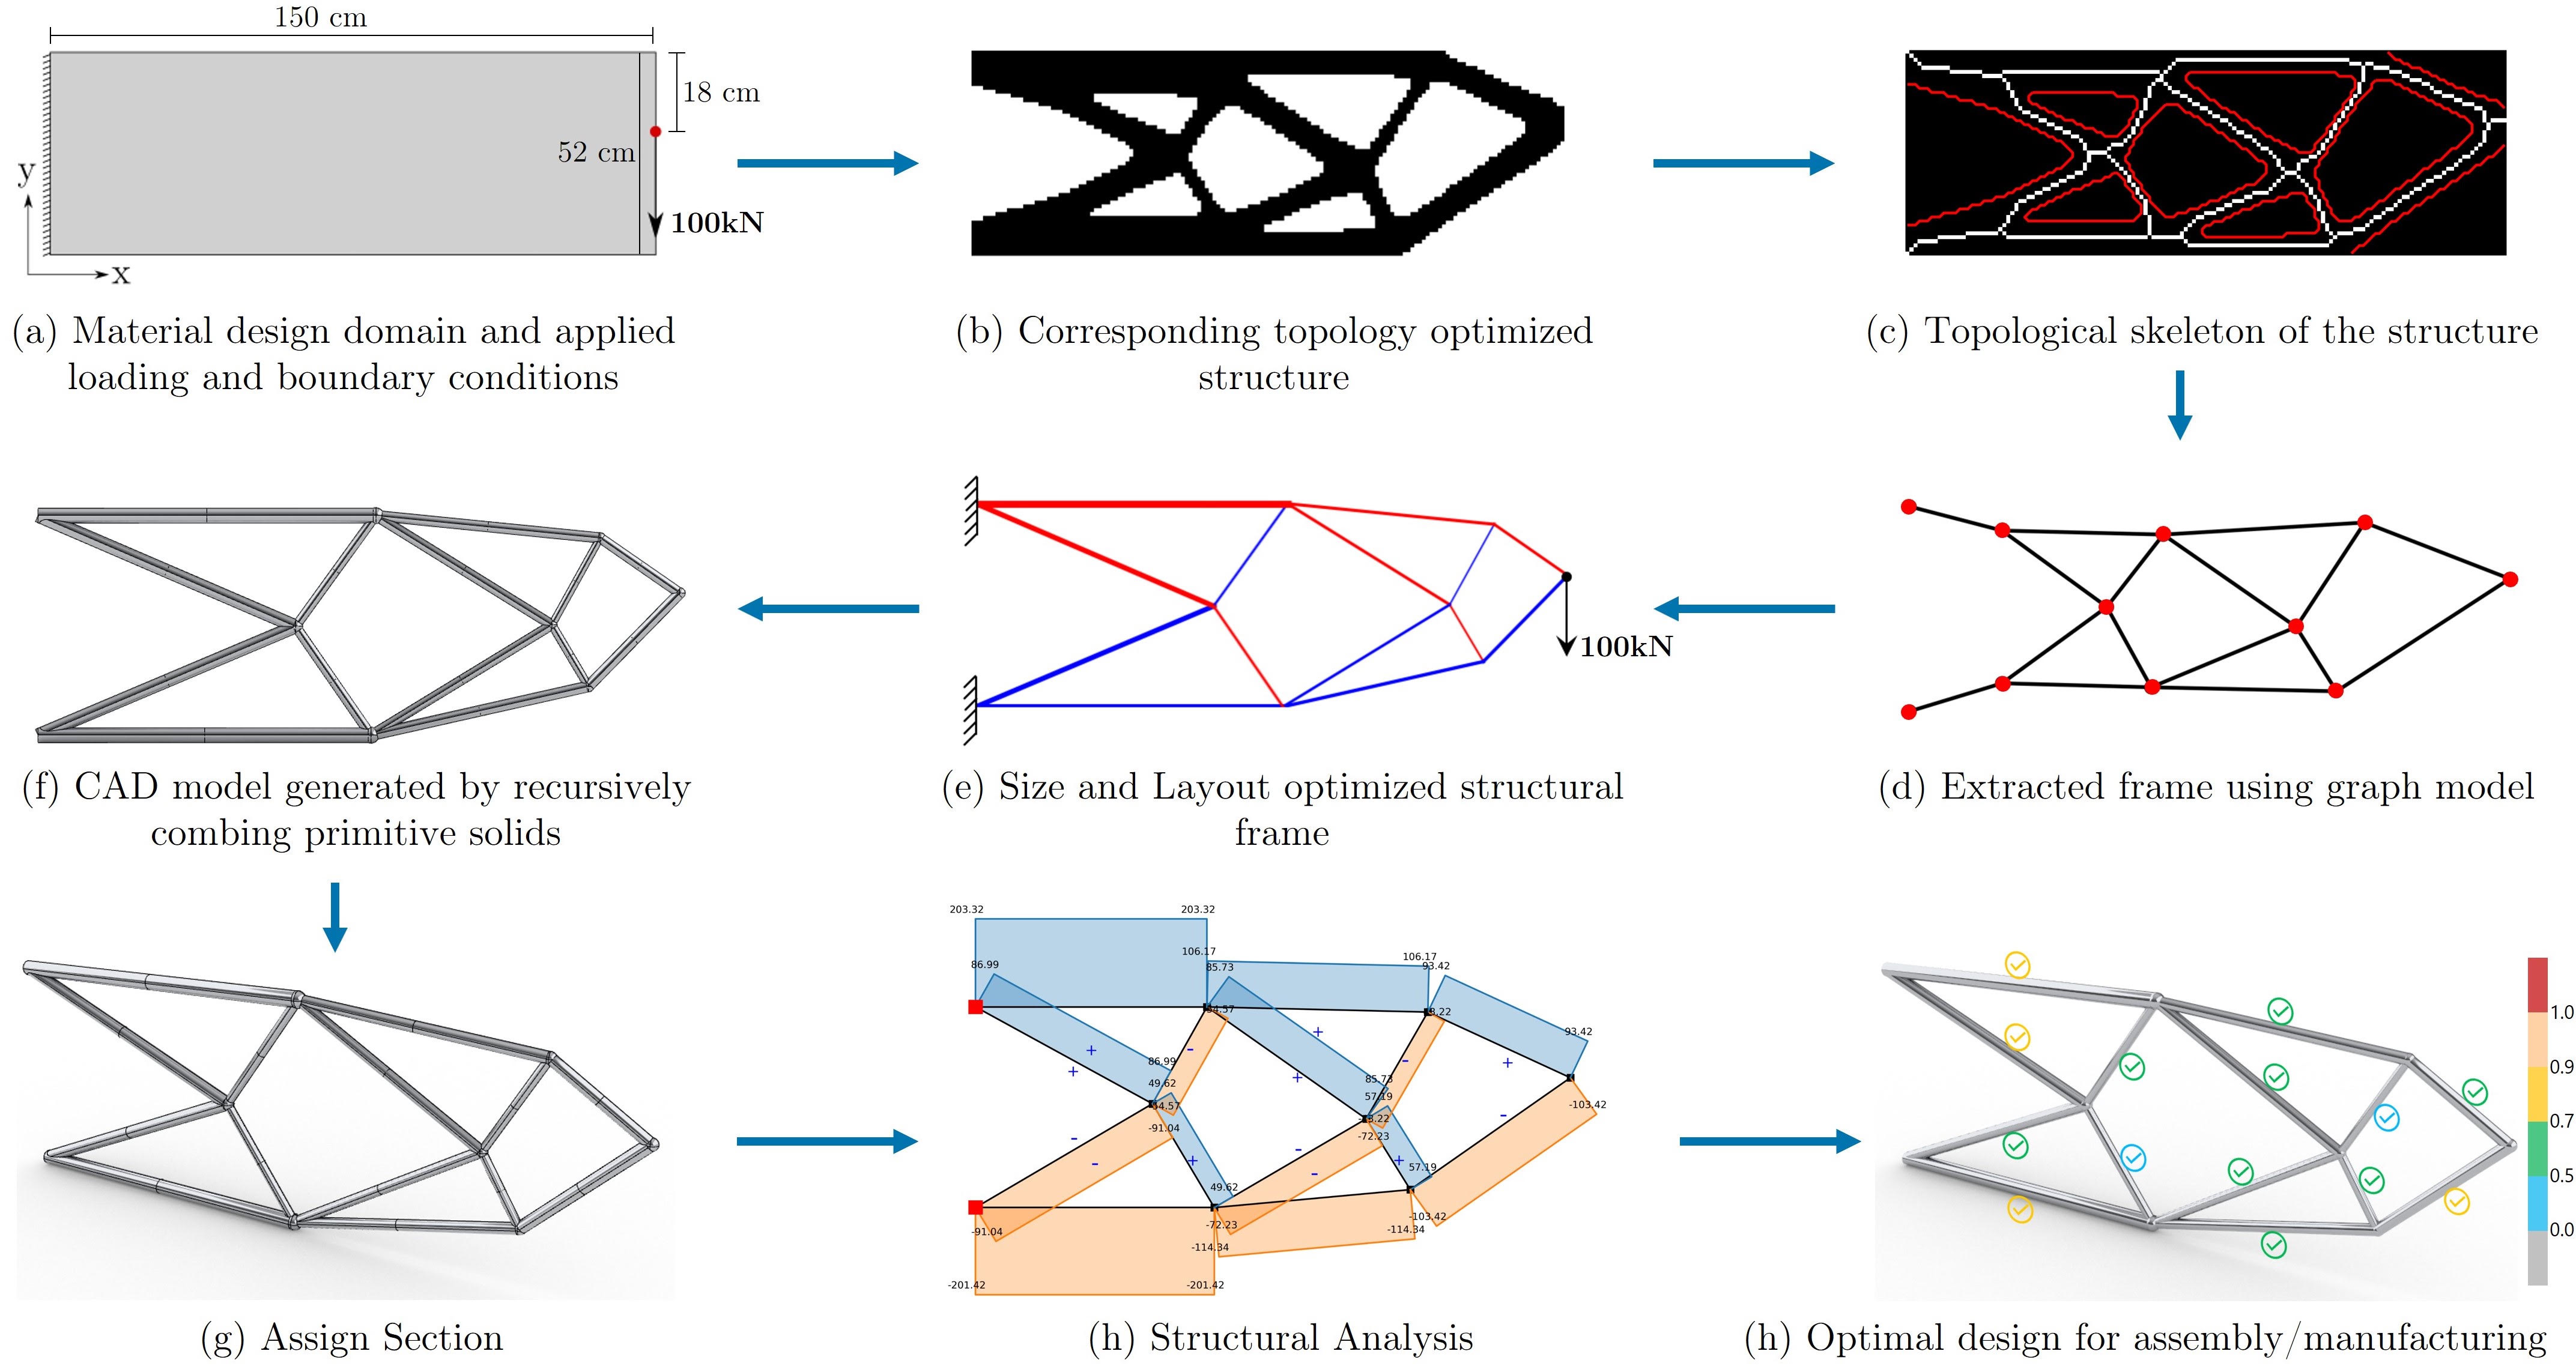 150 cm
18 cm
52 cm
y
100kN
x
(a) Material design domain and applied
loading and boundary conditions
(b) Corresponding topology optimized
structure
(c) Topological skeleton of the structure
100kN
(f) CAD model generated by recursively
combing primitive solids
(e) Size and Layout optimized structural
frame
(d) Extracted frame using graph model
203.32
203.32
106.17
106.17
86.99
85.73
93.42
+
+
-
+
+
-
+
93.42
86.99
49.62
-91.04
85.73
57.19
-72.23
-
-103.42
-
-
+
-
-
+
49.62
57.19
-91.04
-72.23
-103.42
-114.34
-114.34
-201.42
-201.42
1.0
0.9
0.7
0.5
0.0
(g) Assign Section
(h) Structural Analysis
(h) Optimal design for assembly/manufacturing